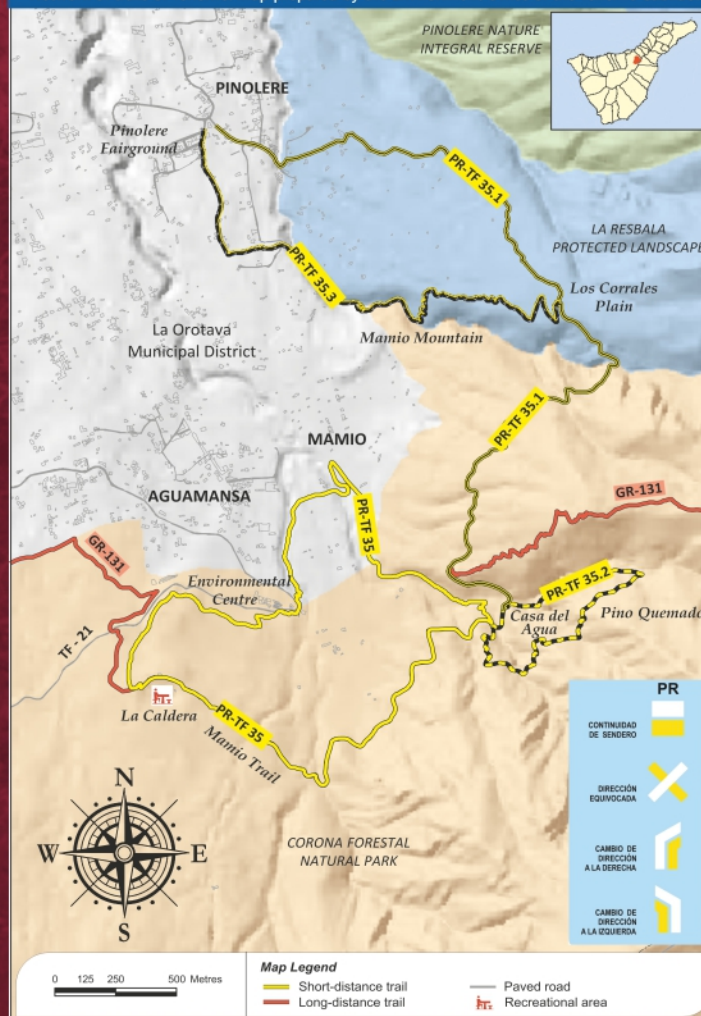 PINOLERE NATURE
INTEGRAL RESERVE
PINOLERE
Pinolere
Fairground
PR-TF 35.1
LA RESBALA
PROTECTED LANDSCAPE
PR-TF 35.3
Los Corrales
Plain
La Orotava
Municipal District
Mamio Mountain
PR-TF 35.1
MAMIO
AGUAMANSA
PR-TF 35
GR-131
GR-131
Environmental
Centre
PR-TF 35.2
Casa del
Agua
Pino Quemado
TF - 21
La Caldera
PR-TF 35
Mamio Trail
PR
CONTINUIDAD
DE SENDERO
DIRECCIÓN
EQUIVOCADA
CAMBIO DE
DIRECCIÓN
A LA DERECHA
CAMBIO DE
DIRECCIÓN
A LA IZQUIERDA
N
W
E
S
CORONA FORESTAL
NATURAL PARK
0 125 250 500 Metres
Map Legend
Short-distance trail
Long-distance trail
Paved road
Recreational area